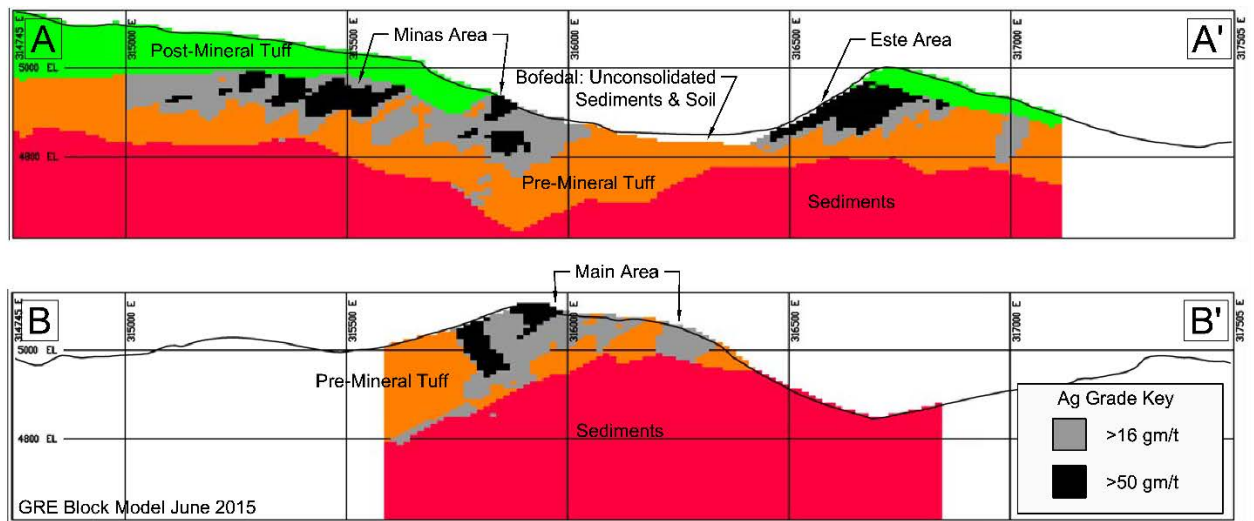 A
314745 E
315000 E
315500 E
316000 E
316500 E
317000 E
317505 E
A'
Post-Mineral Tuff
Minas Area
Este Area
Bofedal: Unconsolidated
Sediments & Soil
5000 EL
4800 EL
Pre-Mineral Tuff
Sediments
Main Area
B
314745 E
315000 E
315500 E
316000 E
316500 E
317000 E
317505 E
B'
5000 EL
Pre-Mineral Tuff
4800 EL
Sediments
Ag Grade Key
>16 gm/t
>50 gm/t
GRE Block Model June 2015